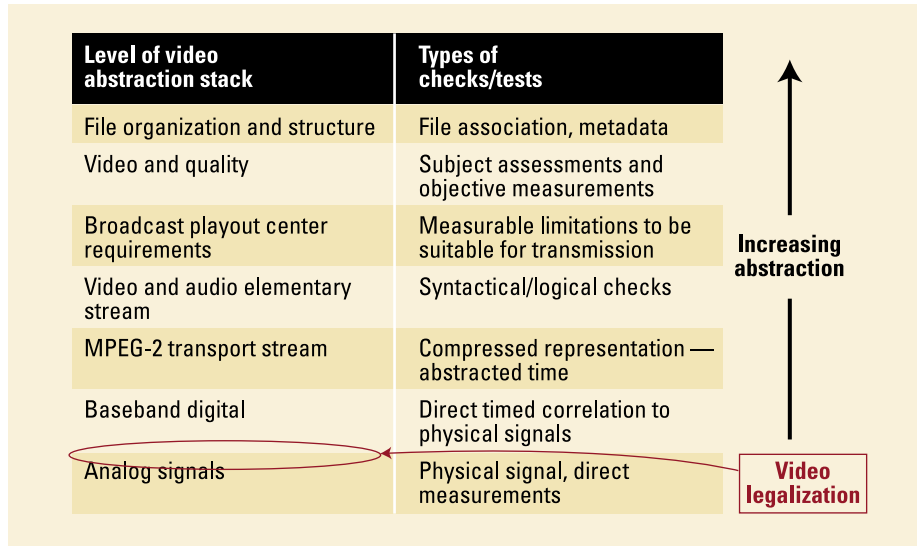 Level of video
abstraction stack
Types of
checks/tests
File organization and structure
File association, metadata
Video and quality
Subject assessments and
objective measurements
Broadcast playout center
requirements
Measurable limitations to be
suitable for transmission
Video and audio elementary
stream
Syntactical/logical checks
MPEG-2 transport stream
Compressed representation —
abstracted time
Baseband digital
Direct timed correlation to
physical signals
Analog signals
Physical signal, direct
measurements
Increasing
abstraction
Video
legalization